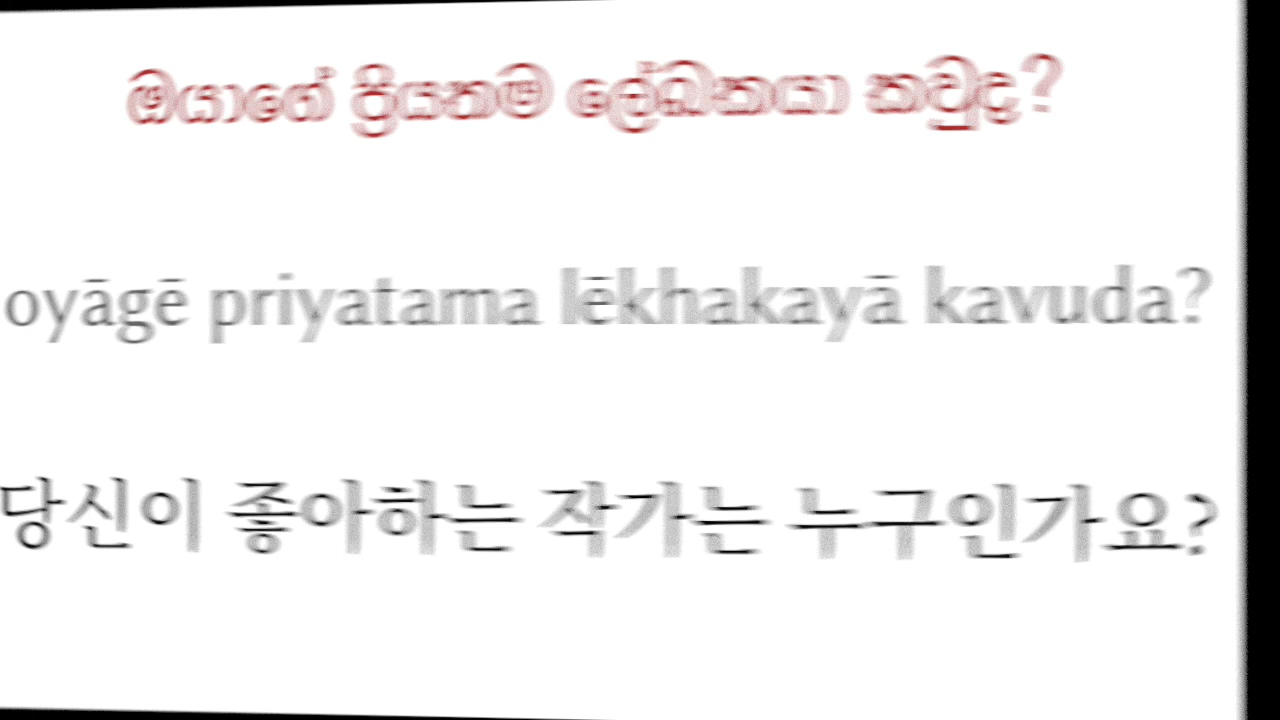 ඔයාගේ ප්‍රියතම ලේඛකයා කවුද?
oyāgē priyatama lēkhakayā kavuda?
당신이 좋아하는 작가는 누구인가요?